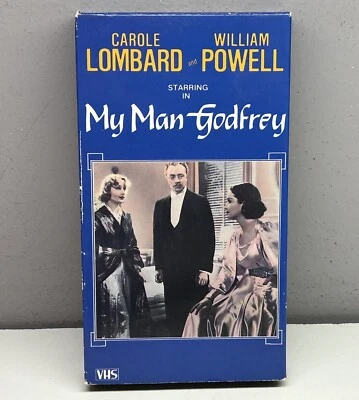 CAROLE WILLIAM
LOMBARD and POWELL
STARRING
IN
My Man Godfrey
VHS